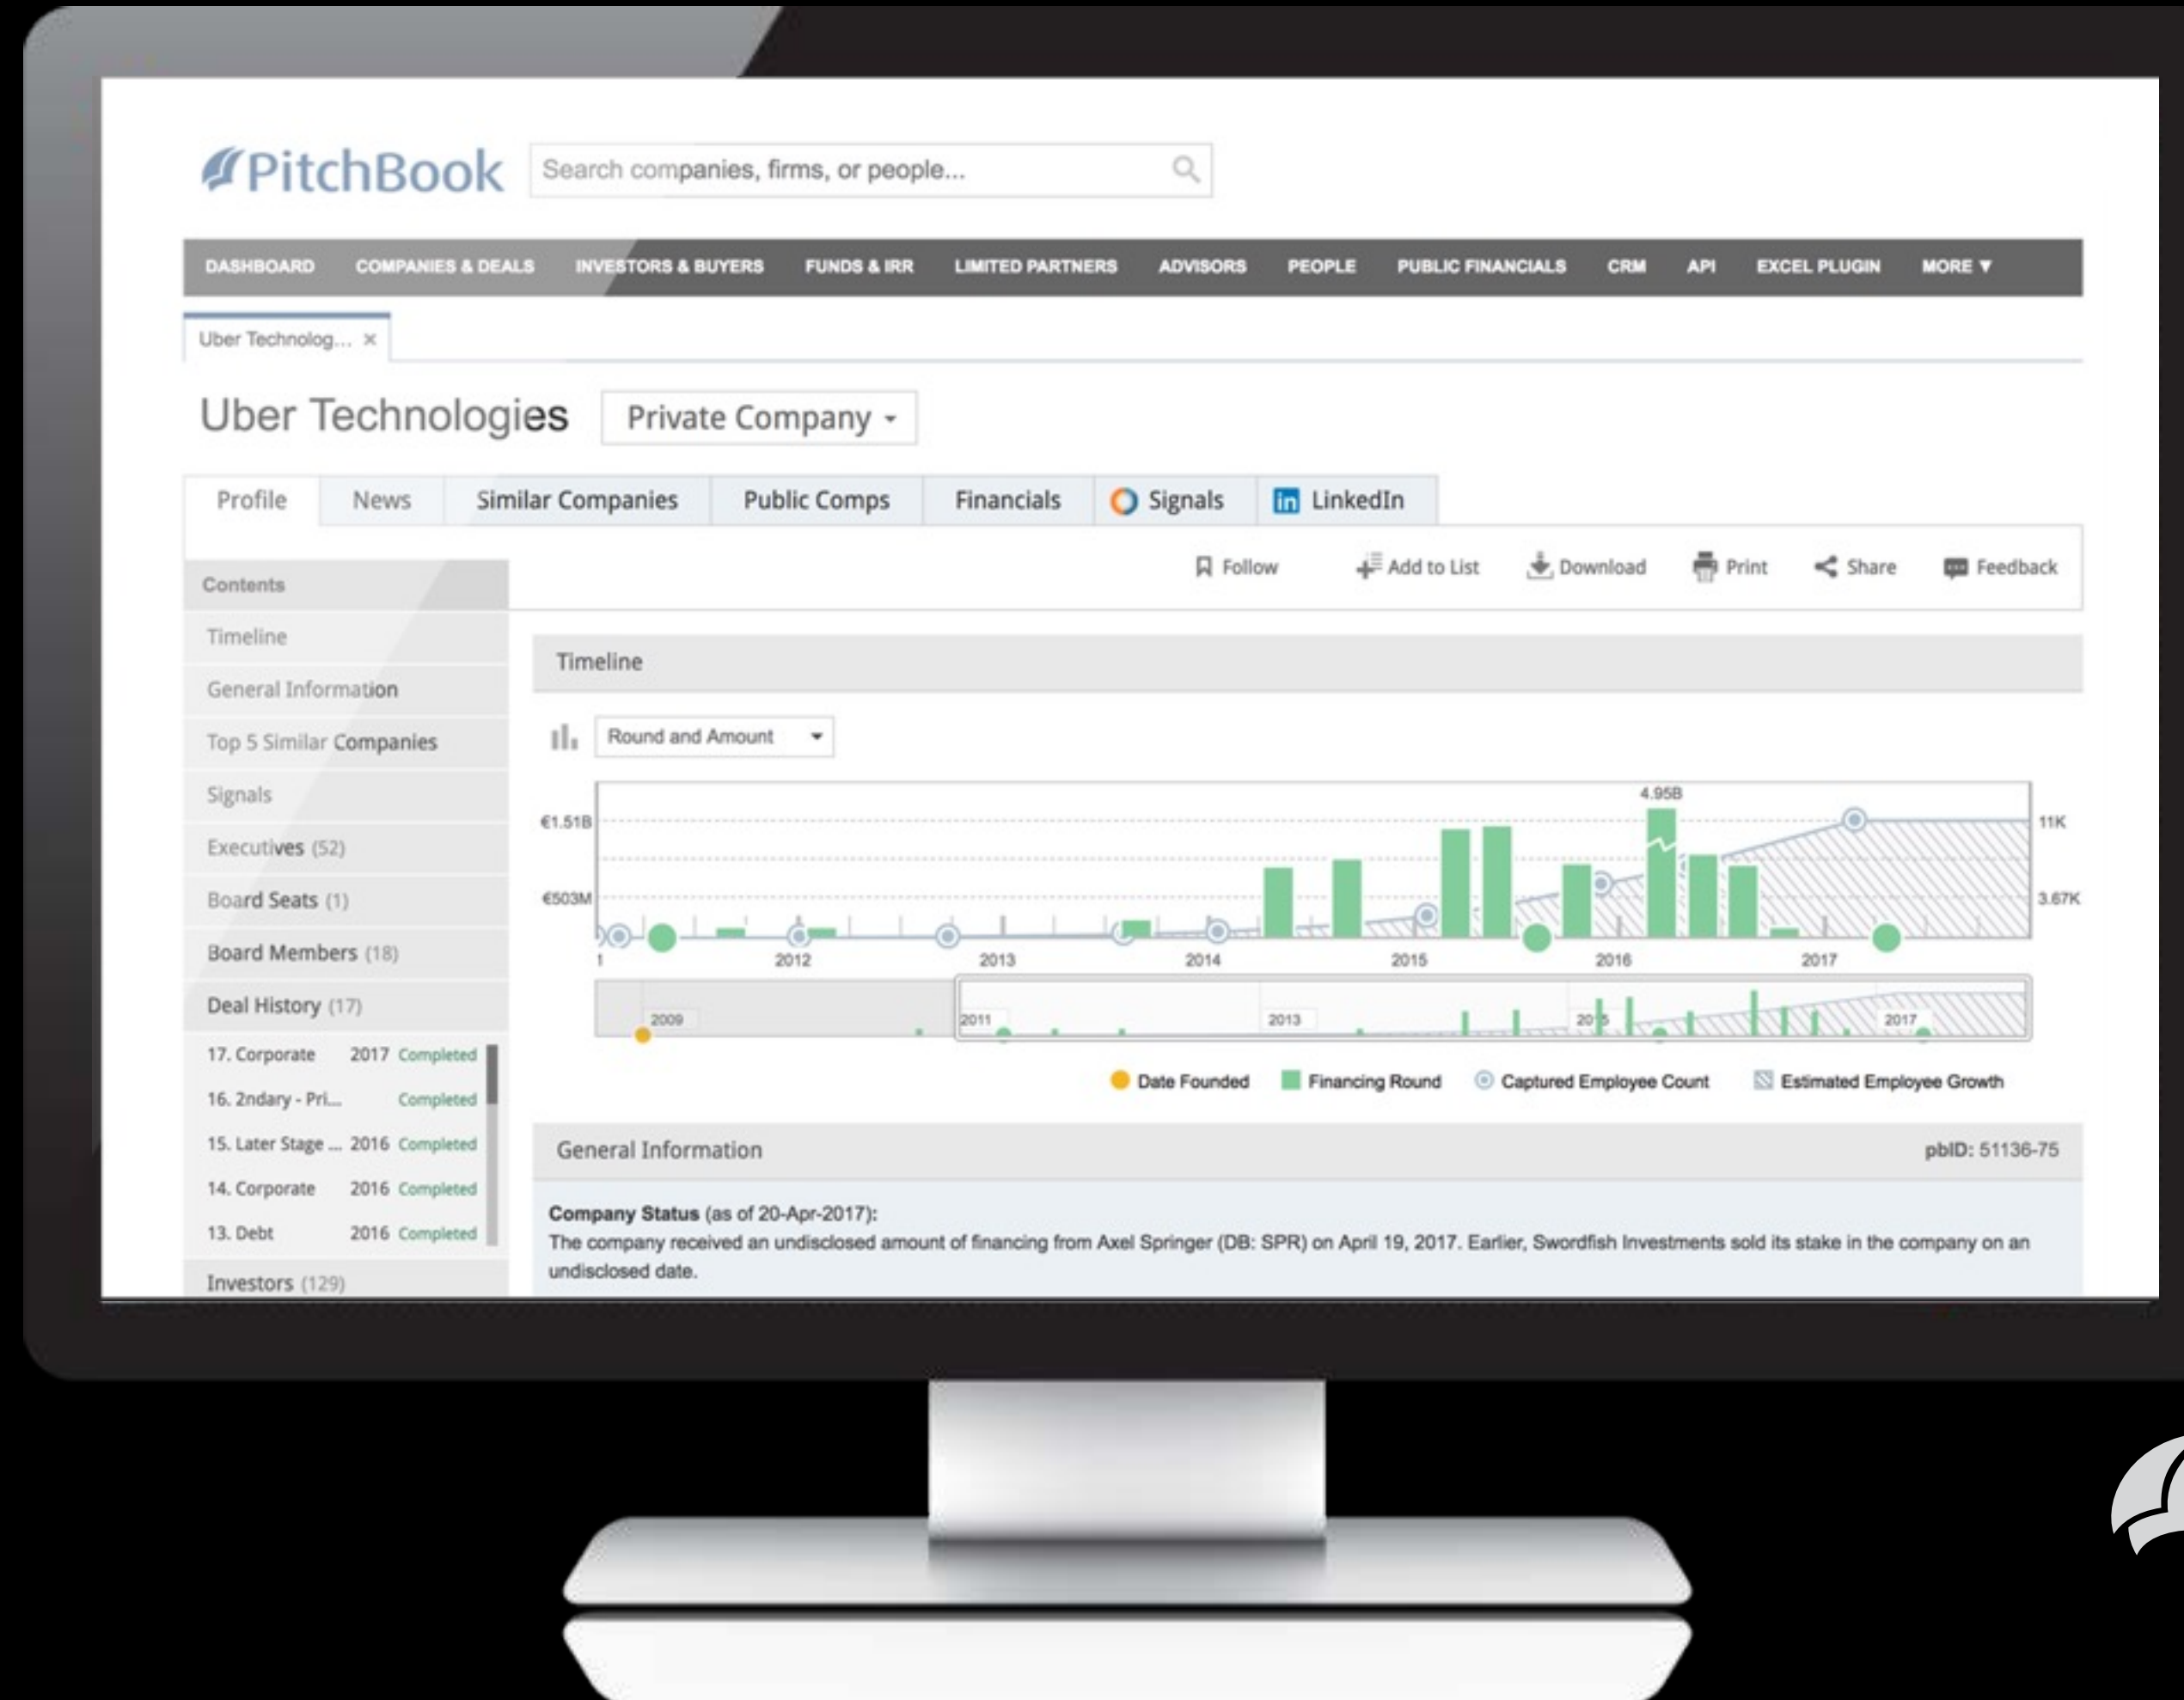 PitchBook
Search companies, firms, or people...
DASHBOARD COMPANIES & DEALS INVESTORS & BUYERS FUNDS & IRR LIMITED PARTNERS ADVISORS PEOPLE PUBLIC FINANCIALS CRM API EXCEL PLUGIN MORE ▼
Uber Technolog... ×
Uber Technologies Private Company
Profile News Similar Companies Public Comps Financials Signals in LinkedIn
Follow Add to List Download Print Share Feedback
Contents
Timeline
General Information
Top 5 Similar Companies
Signals
Executives (52)
Board Seats (1)
Board Members (18)
Deal History (17)
17. Corporate 2017 Completed
16. 2ndary - Pri... Completed
15. Later Stage ... 2016 Completed
14. Corporate 2016 Completed
13. Debt 2016 Completed
Investors (129)
Timeline
Round and Amount
4.95B
€1.51B 11K
€503M 3.67K
1 2012 2013 2014 2015 2016 2017
2009 2011 2013 2015 2017
Date Founded Financing Round Captured Employee Count Estimated Employee Growth
General Information pbID: 51136-75
Company Status (as of 20-Apr-2017):
The company received an undisclosed amount of financing from Axel Springer (DB: SPR) on April 19, 2017. Earlier, Swordfish Investments sold its stake in the company on an
undisclosed date.